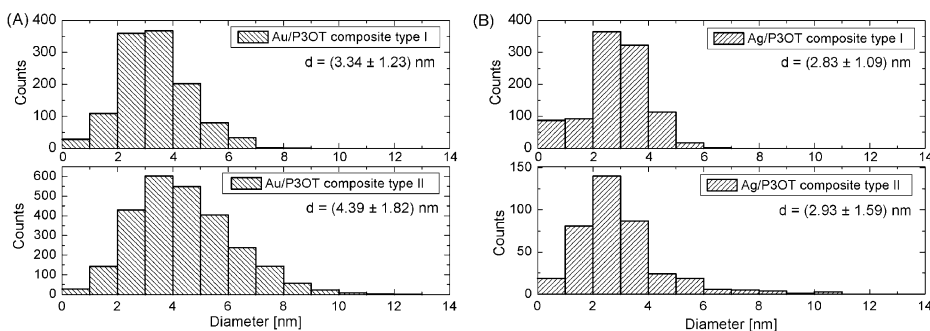 (A)
400
300
200
100
0
Counts
Au/P3OT composite type I
d = (3.34 ± 1.23) nm
0 2 4 6 8 10 12 14
600
500
400
300
200
100
0
Counts
Au/P3OT composite type II
d = (4.39 ± 1.82) nm
0 2 4 6 8 10 12 14
Diameter [nm]
(B)
400
300
200
100
0
Counts
Ag/P3OT composite type I
d = (2.83 ± 1.09) nm
0 2 4 6 8 10 12 14
150
100
50
0
Counts
Ag/P3OT composite type II
d = (2.93 ± 1.59) nm
0 2 4 6 8 10 12 14
Diameter [nm]